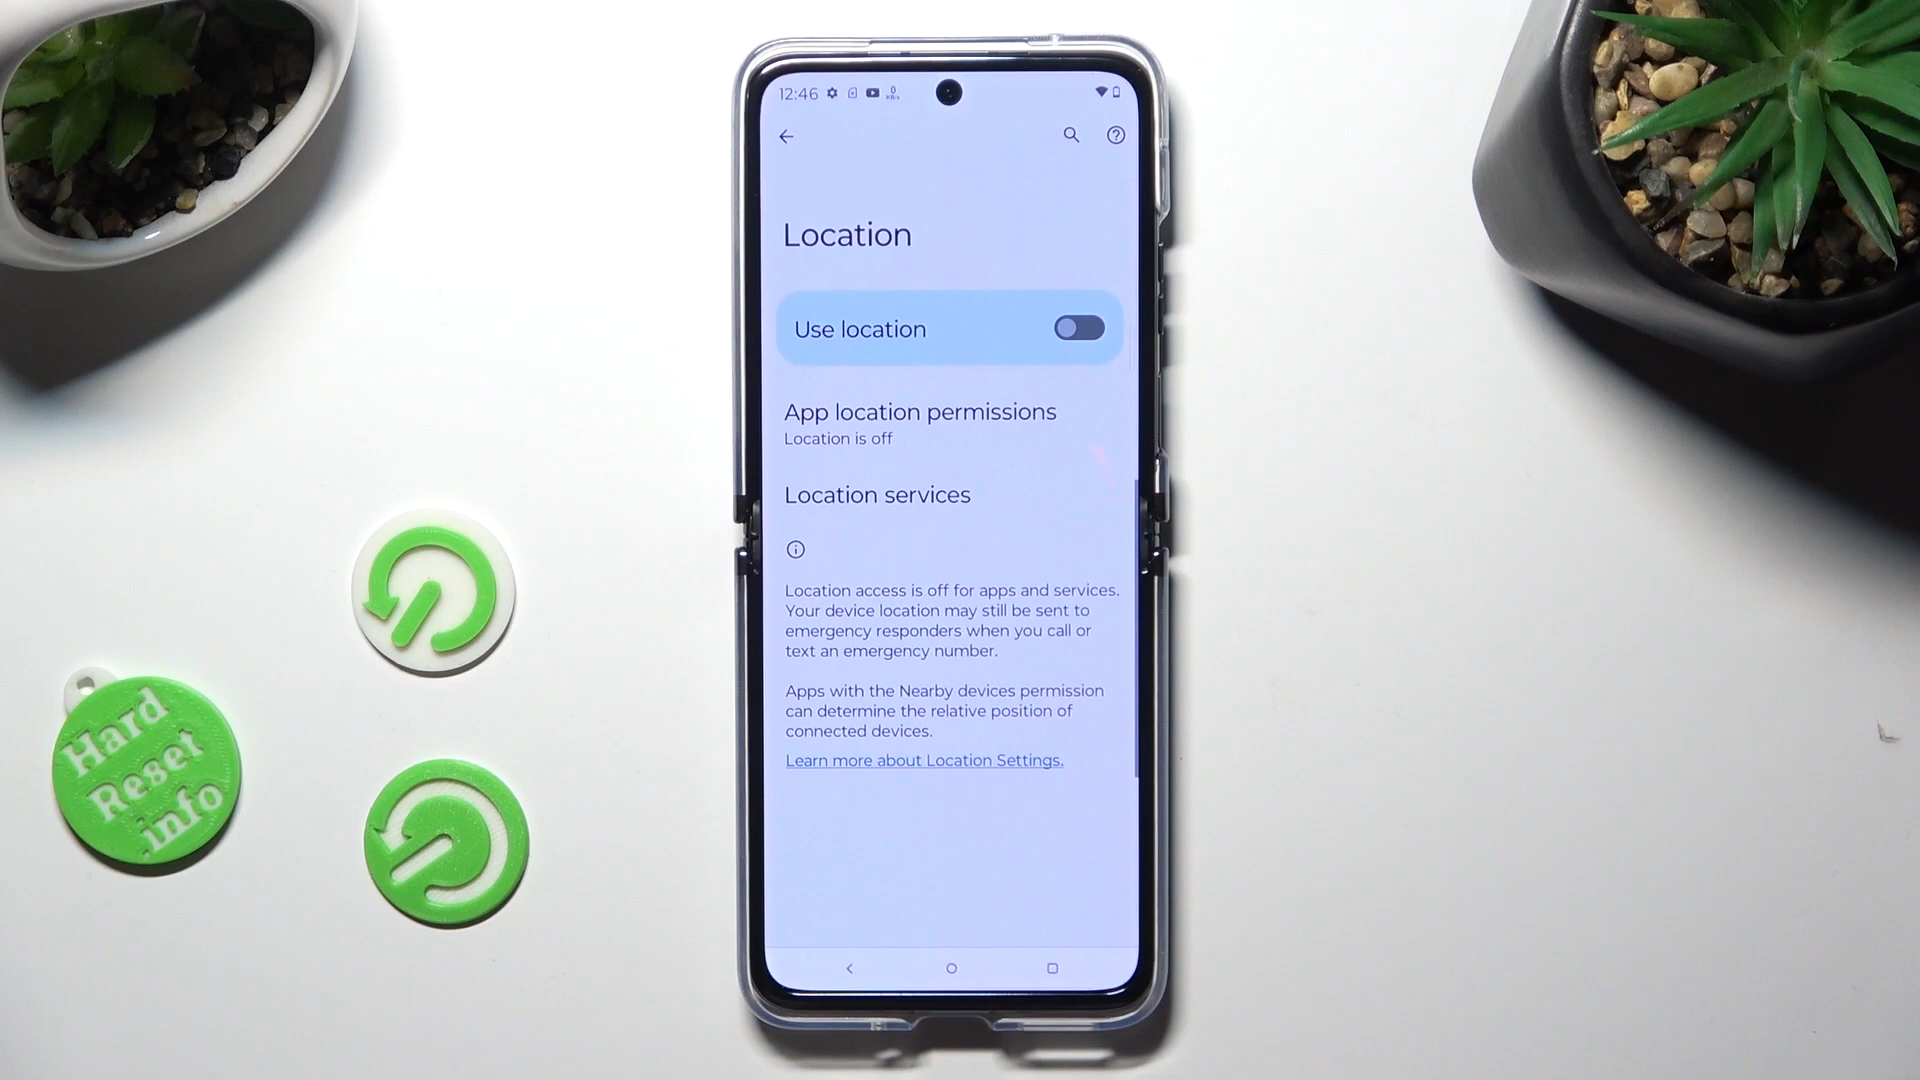 12:46
Location
Use location
App location permissions
Location is off
Location services
Location access is off for apps and services.
Your device location may still be sent to
emergency responders when you call or
text an emergency number.
Apps with the Nearby devices permission
can determine the relative position of
connected devices.
Learn more about Location Settings.
Hard
Reset
.info